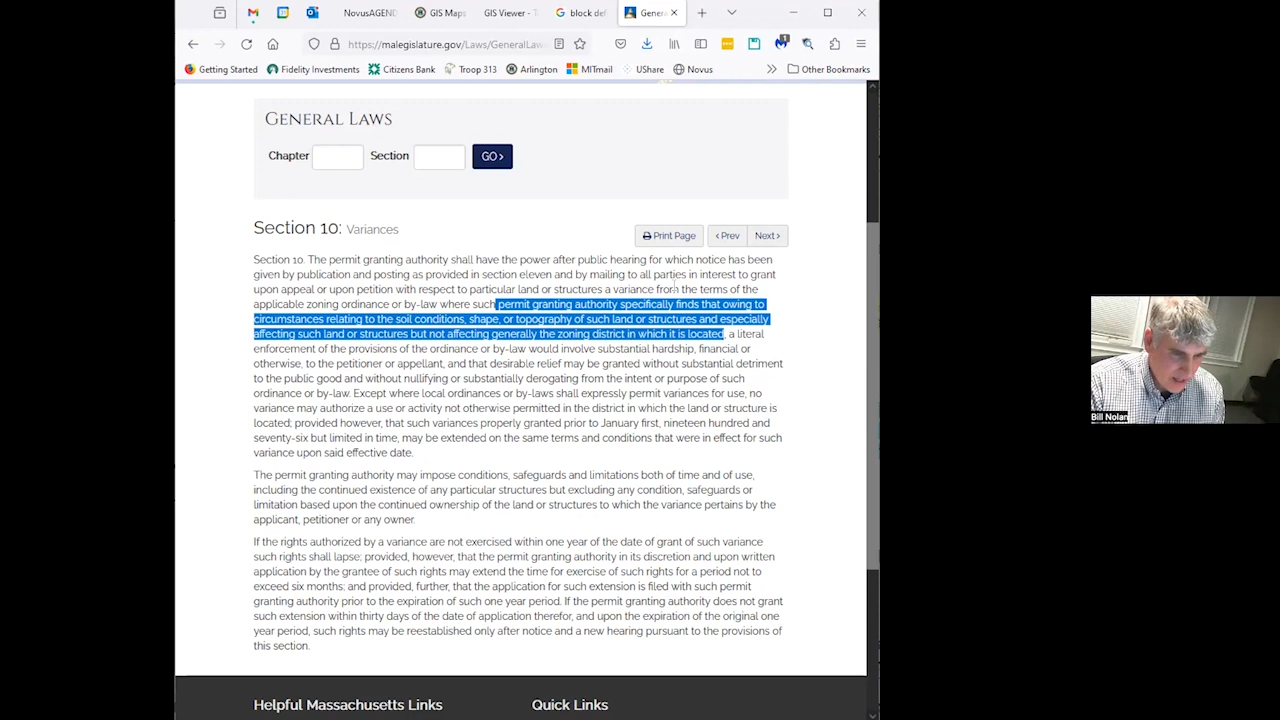 NovusAGEND
GIS Maps
GIS Viewer - T
block def
Gener
https://malegislature.gov/Laws/GeneralLaw
Getting Started
Fidelity Investments
Citizens Bank
Troop 313
Arlington
MITmail
UShare
Novus
Other Bookmarks
GENERAL LAWS
Chapter
Section
GO >
Section 10: Variances
Print Page
< Prev
Next >
Section 10. The permit granting authority shall have the power after public hearing for which notice has been
given by publication and posting as provided in section eleven and by mailing to all parties in interest to grant
upon appeal or upon petition with respect to particular land or structures a variance from the terms of the
applicable zoning ordinance or by-law where such permit granting authority specifically finds that owing to
circumstances relating to the soil conditions, shape, or topography of such land or structures and especially
affecting such land or structures but not affecting generally the zoning district in which it is located, a literal
enforcement of the provisions of the ordinance or by-law would involve substantial hardship, financial or
otherwise, to the petitioner or appellant, and that desirable relief may be granted without substantial detriment
to the public good and without nullifying or substantially derogating from the intent or purpose of such
ordinance or by-law. Except where local ordinances or by-laws shall expressly permit variances for use, no
variance may authorize a use or activity not otherwise permitted in the district in which the land or structure is
located; provided however, that such variances properly granted prior to January first, nineteen hundred and
seventy-six but limited in time, may be extended on the same terms and conditions that were in effect for such
variance upon said effective date.
The permit granting authority may impose conditions, safeguards and limitations both of time and of use,
including the continued existence of any particular structures but excluding any condition, safeguards or
limitation based upon the continued ownership of the land or structures to which the variance pertains by the
applicant, petitioner or any owner.
If the rights authorized by a variance are not exercised within one year of the date of grant of such variance
such rights shall lapse; provided, however, that the permit granting authority in its discretion and upon written
application by the grantee of such rights may extend the time for exercise of such rights for a period not to
exceed six months; and provided, further, that the application for such extension is filed with such permit
granting authority prior to the expiration of such one year period. If the permit granting authority does not grant
such extension within thirty days of the date of application therefor, and upon the expiration of the original one
year period, such rights may be reestablished only after notice and a new hearing pursuant to the provisions of
this section.
Helpful Massachusetts Links
Quick Links
Bill Nolan